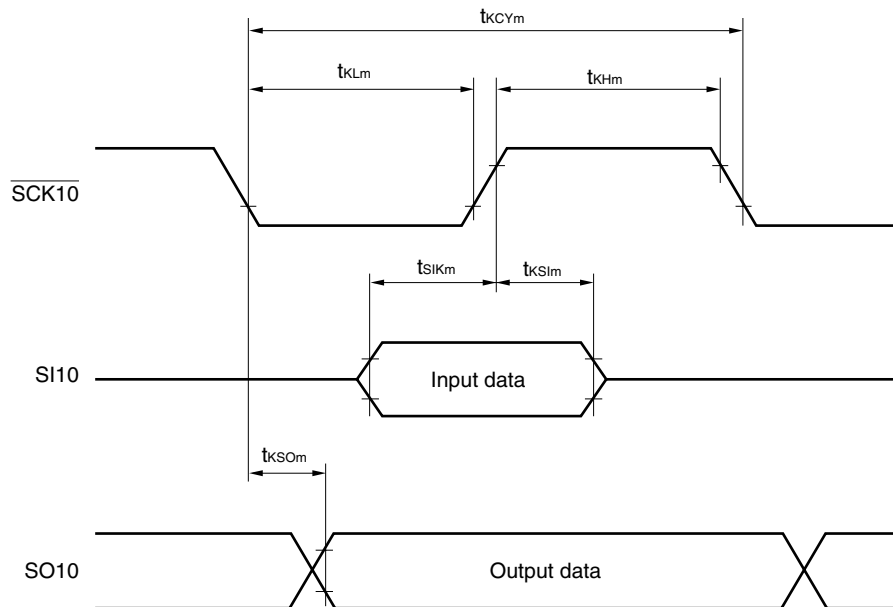 tKCYm
tKLm
tKHm
SCK10
tSIKm
tKSIm
SI10
Input data
tKSOm
SO10
Output data